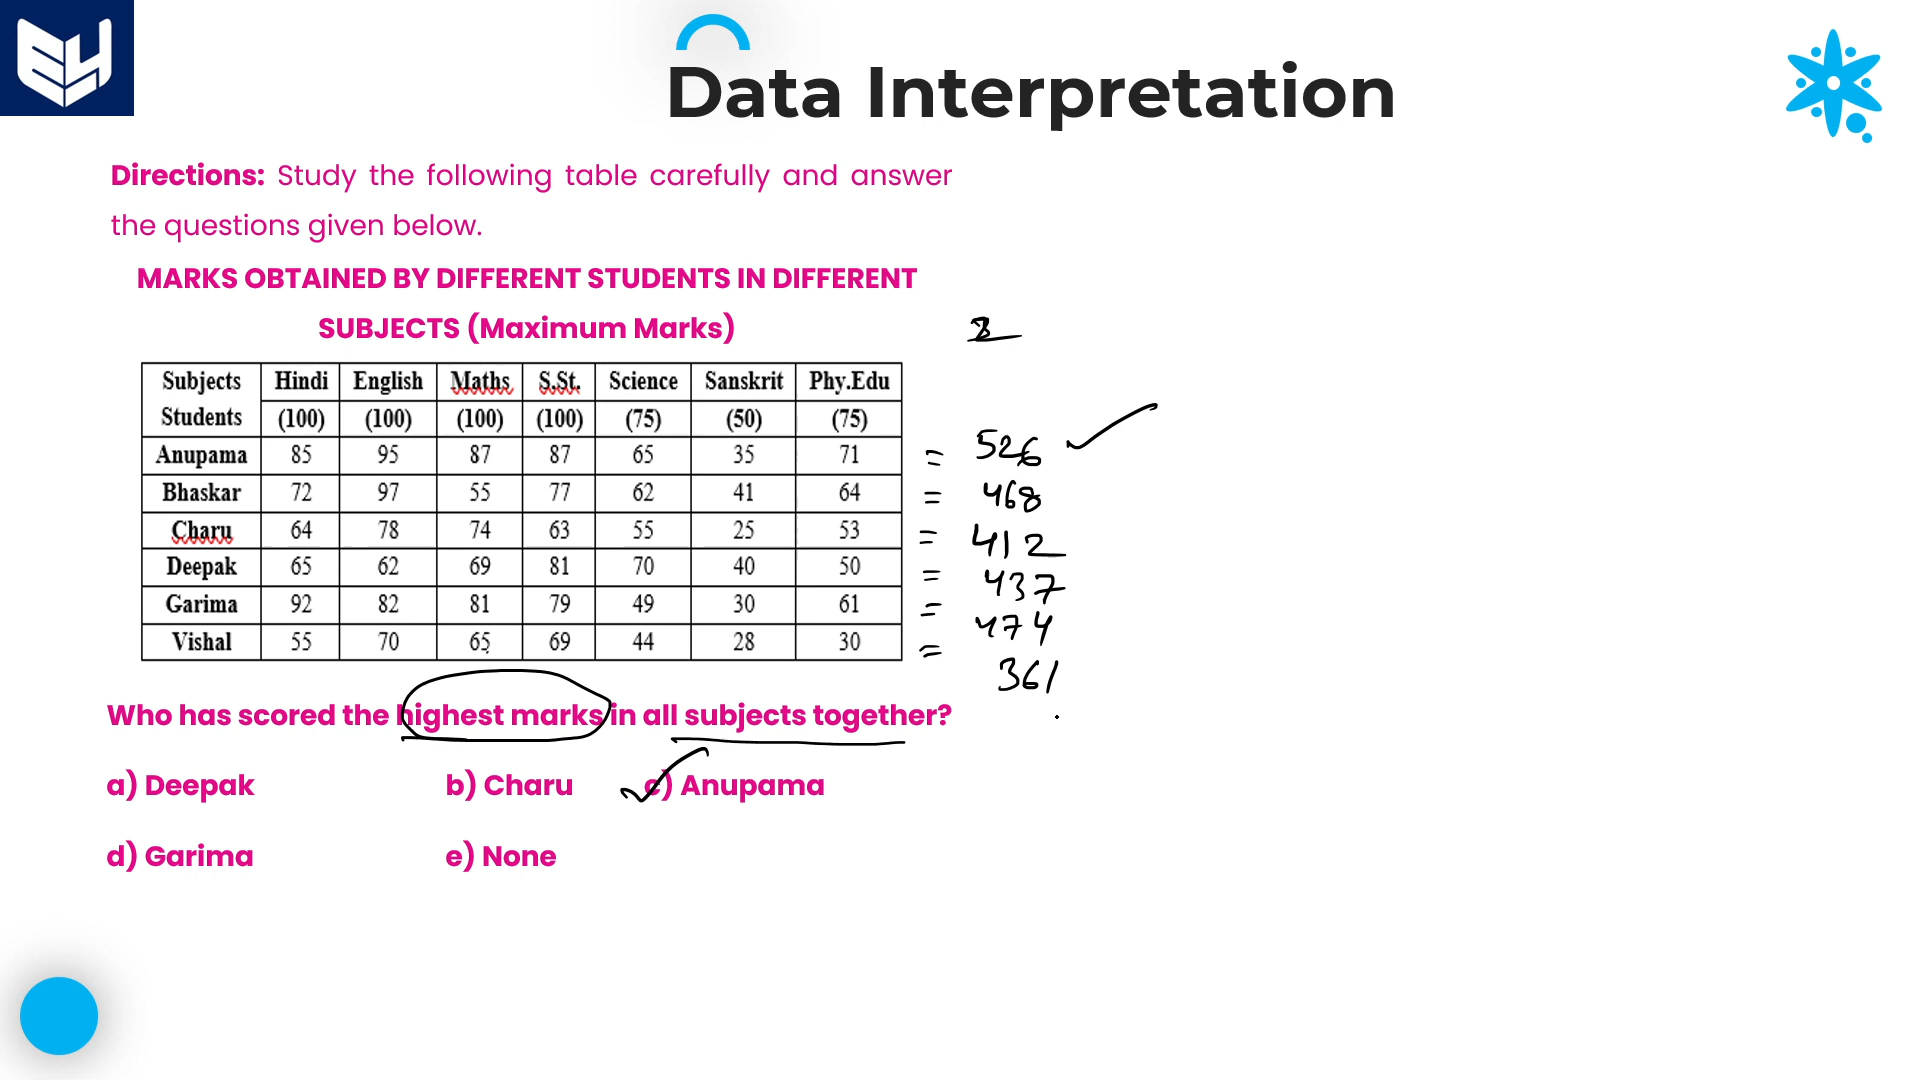 Data Interpretation
Directions: Study the following table carefully and answer
the questions given below.
MARKS OBTAINED BY DIFFERENT STUDENTS IN DIFFERENT
SUBJECTS (Maximum Marks)
Subjects Students Hindi English Maths S.St. Science Sanskrit Phy.Edu
(100) (100) (100) (100) (75) (50) (75)
Anupama 85 95 87 87 65 35 71 = 526
Bhaskar 72 97 55 77 62 41 64 = 468
Charu 64 78 74 63 55 25 53 = 412
Deepak 65 62 69 81 70 40 50 = 437
Garima 92 82 81 79 49 30 61 = 474
Vishal 55 70 65 69 44 28 30 = 361
Who has scored the highest marks in all subjects together?
a) Deepak b) Charu c) Anupama
d) Garima e) None